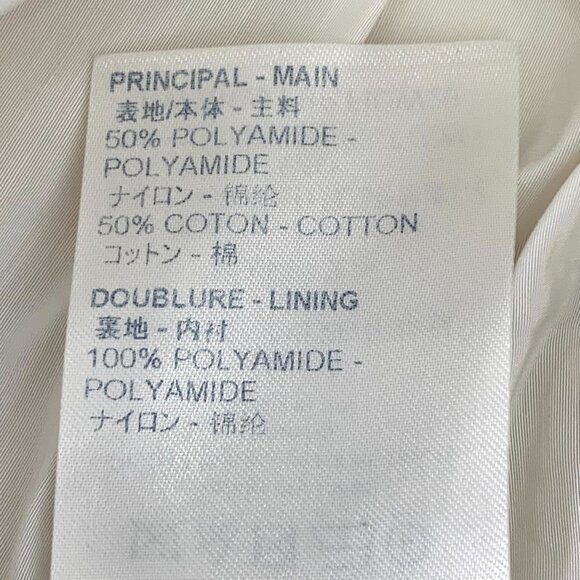 PRINCIPAL - MAIN
表地/本体 - 主料
50% POLYAMIDE -
POLYAMIDE
ナイロン - 锦纶
50% COTON - COTTON
コットン - 棉
DOUBLURE - LINING
裏地 - 内衬
100% POLYAMIDE -
POLYAMIDE
ナイロン - 锦纶